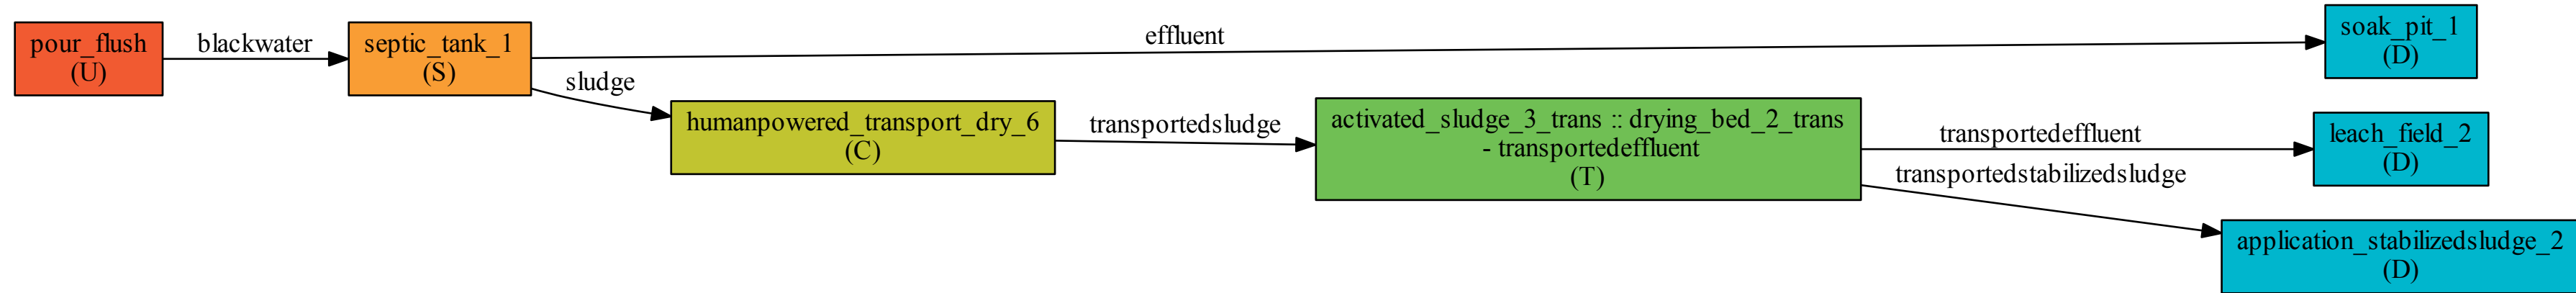 pour_flush
(U)
blackwater
septic_tank_1
(S)
effluent
soak_pit_1
(D)
sludge
humanpowered_transport_dry_6
(C)
transportedsludge
activated_sludge_3_trans :: drying_bed_2_trans
- transportedeffluent
(T)
transportedeffluent
leach_field_2
(D)
transportedstabilizedsludge
application_stabilizedsludge_2
(D)